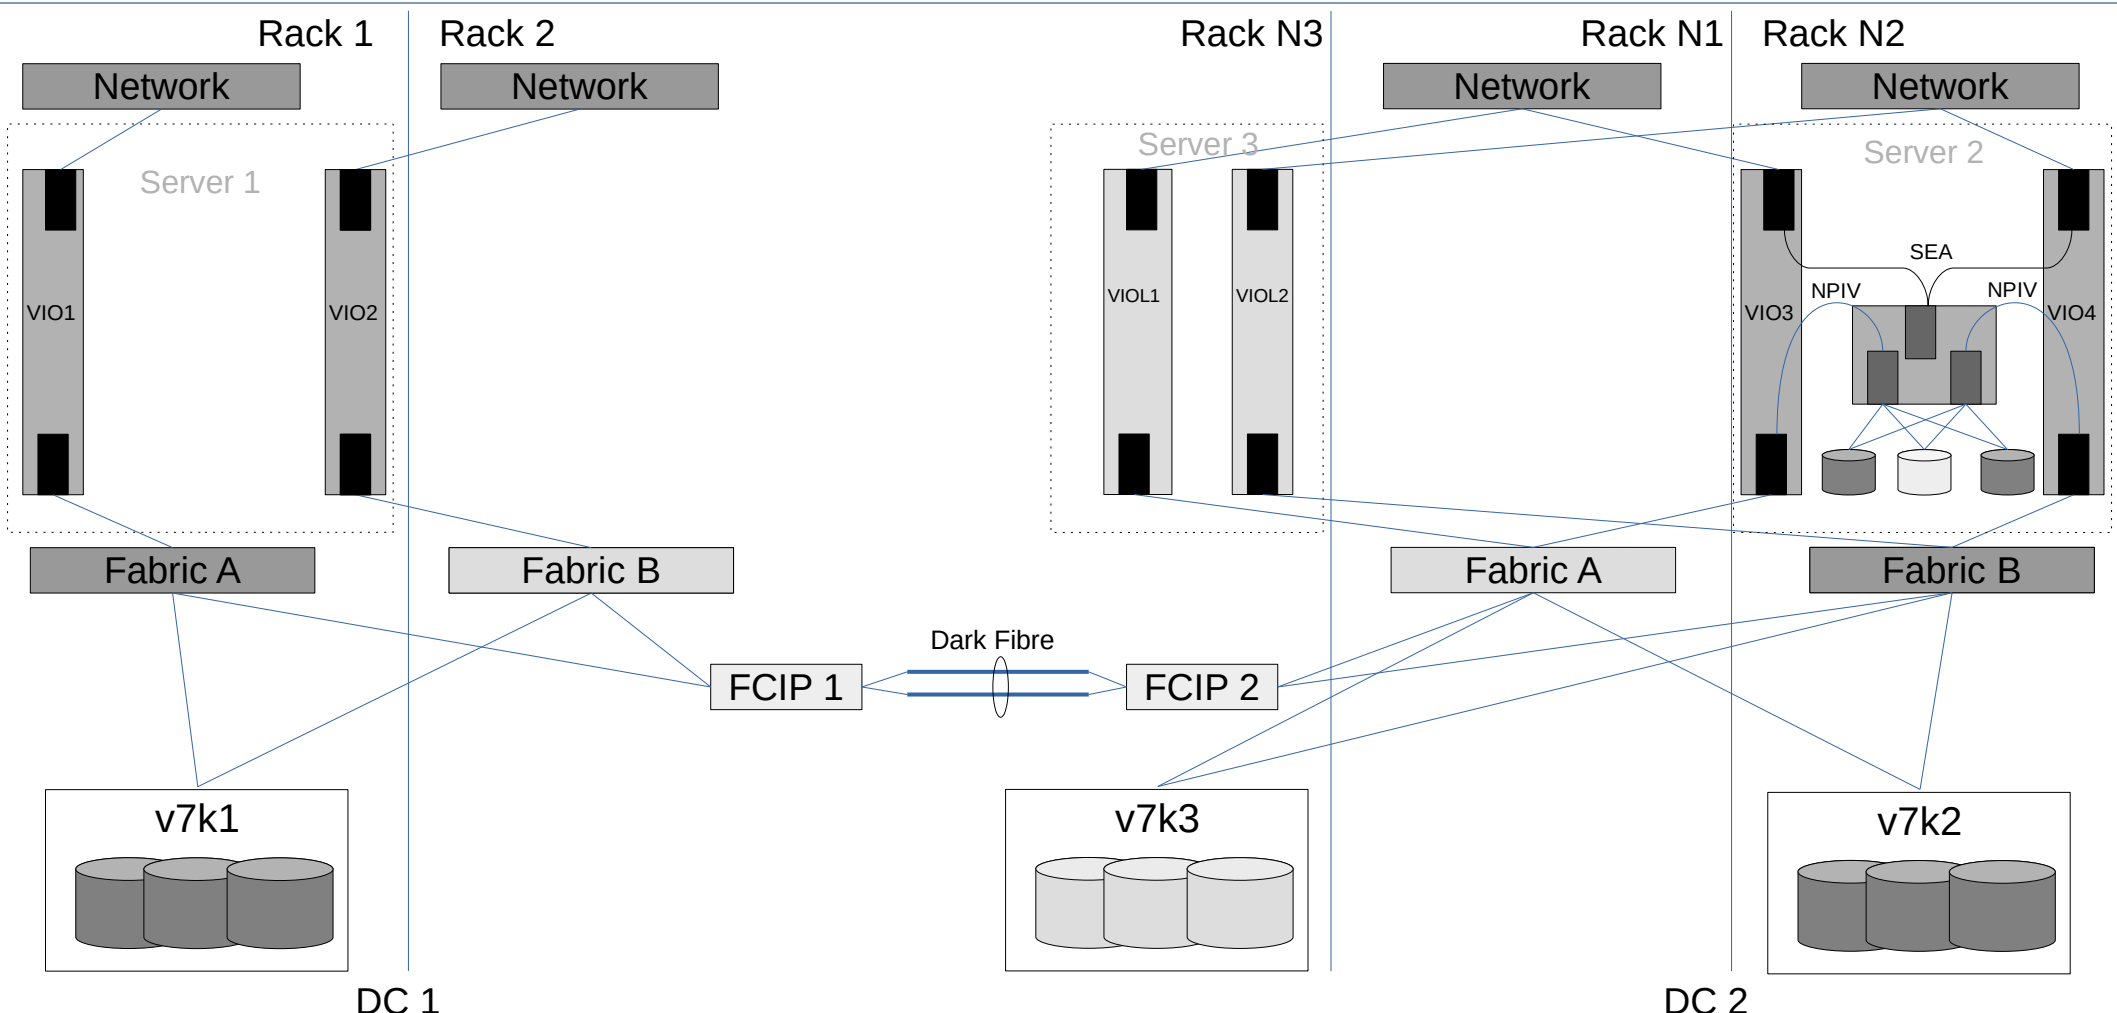 Rack 1
Rack 2
Rack N3
Rack N1
Rack N2
Network
Network
Network
Network
Server 1
Server 3
Server 2
VIO1
VIO2
VIOL1
VIOL2
SEA
NPIV
NPIV
VIO3
VIO4
Fabric A
Fabric B
Fabric A
Fabric B
Dark Fibre
FCIP 1
FCIP 2
v7k1
v7k3
v7k2
DC 1
DC 2